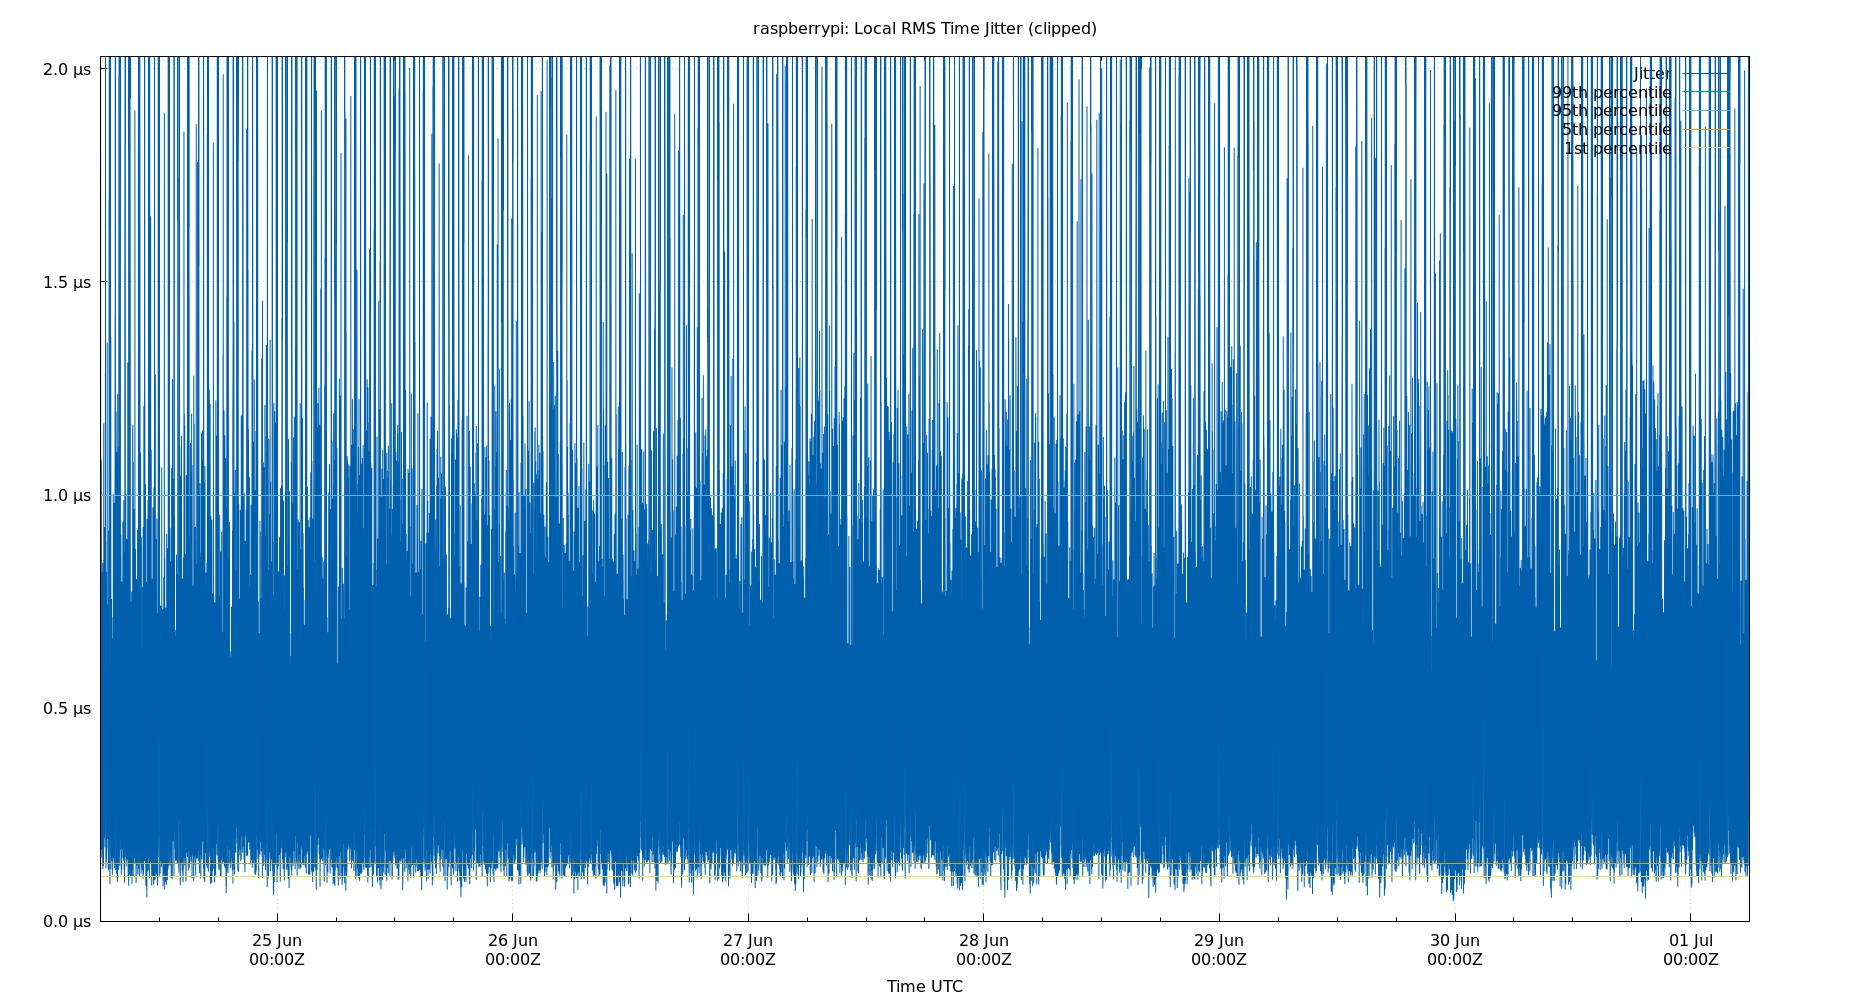 raspberrypi: Local RMS Time Jitter (clipped)
2.0 µs
1.5 µs
1.0 µs
0.5 µs
0.0 µs
Jitter
99th percentile
95th percentile
5th percentile
1st percentile
25 Jun 26 Jun 27 Jun 28 Jun 29 Jun 30 Jun 01 Jul
00:00Z 00:00Z 00:00Z 00:00Z 00:00Z 00:00Z 00:00Z
Time UTC